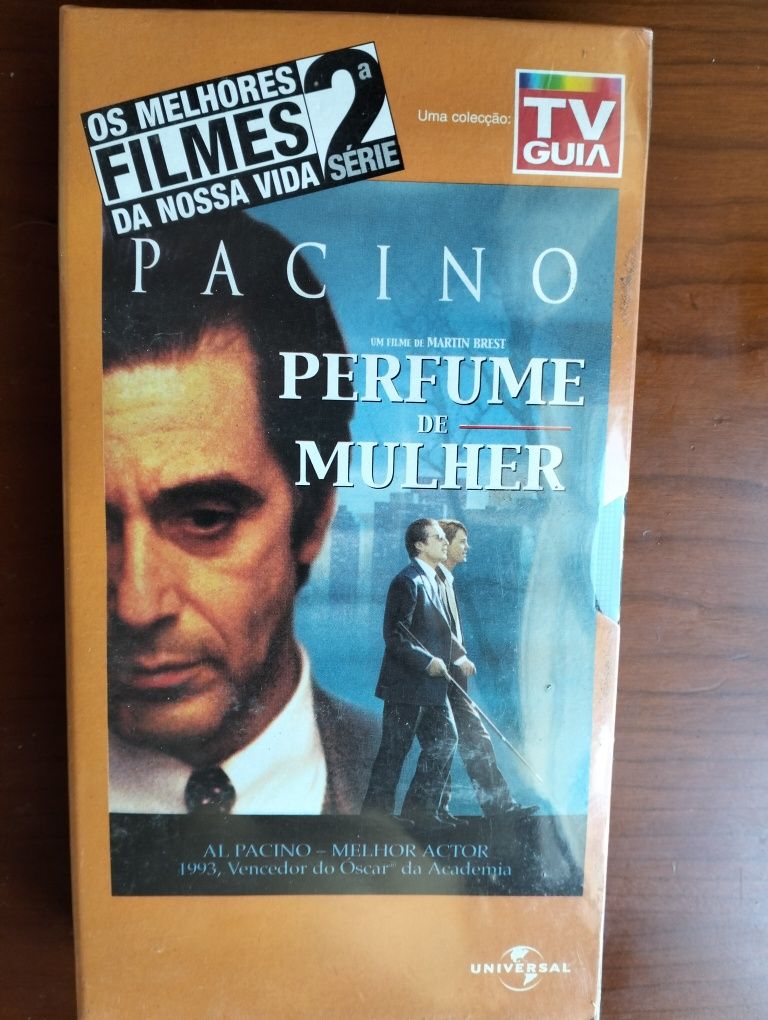 OS MELHORES
FILMES
DA NOSSA VIDA
2ª
SÉRIE
Uma colecção:
TV
GUIA
PACINO
UM FILME DE MARTIN BREST
PERFUME
DE
MULHER
AL PACINO – MELHOR ACTOR
1993, Vencedor do Óscar® da Academia
UNIVERSAL